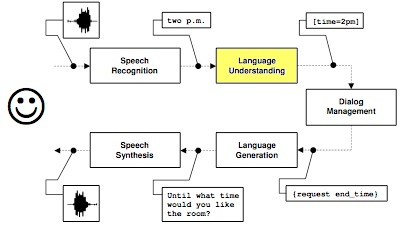 two p.m.
[time=2pm]
Speech
Recognition
Language
Understanding
Dialog
Management
Speech
Synthesis
Language
Generation
Until what time
would you like
the room?
{request end_time}